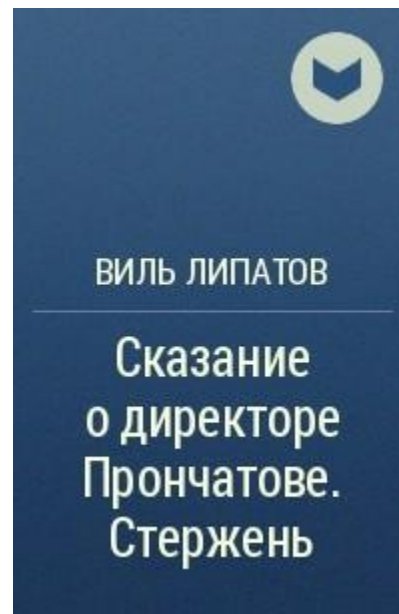 ВИЛЬ ЛИПАТОВ
Сказание
о директоре
Прончатове.
Стержень